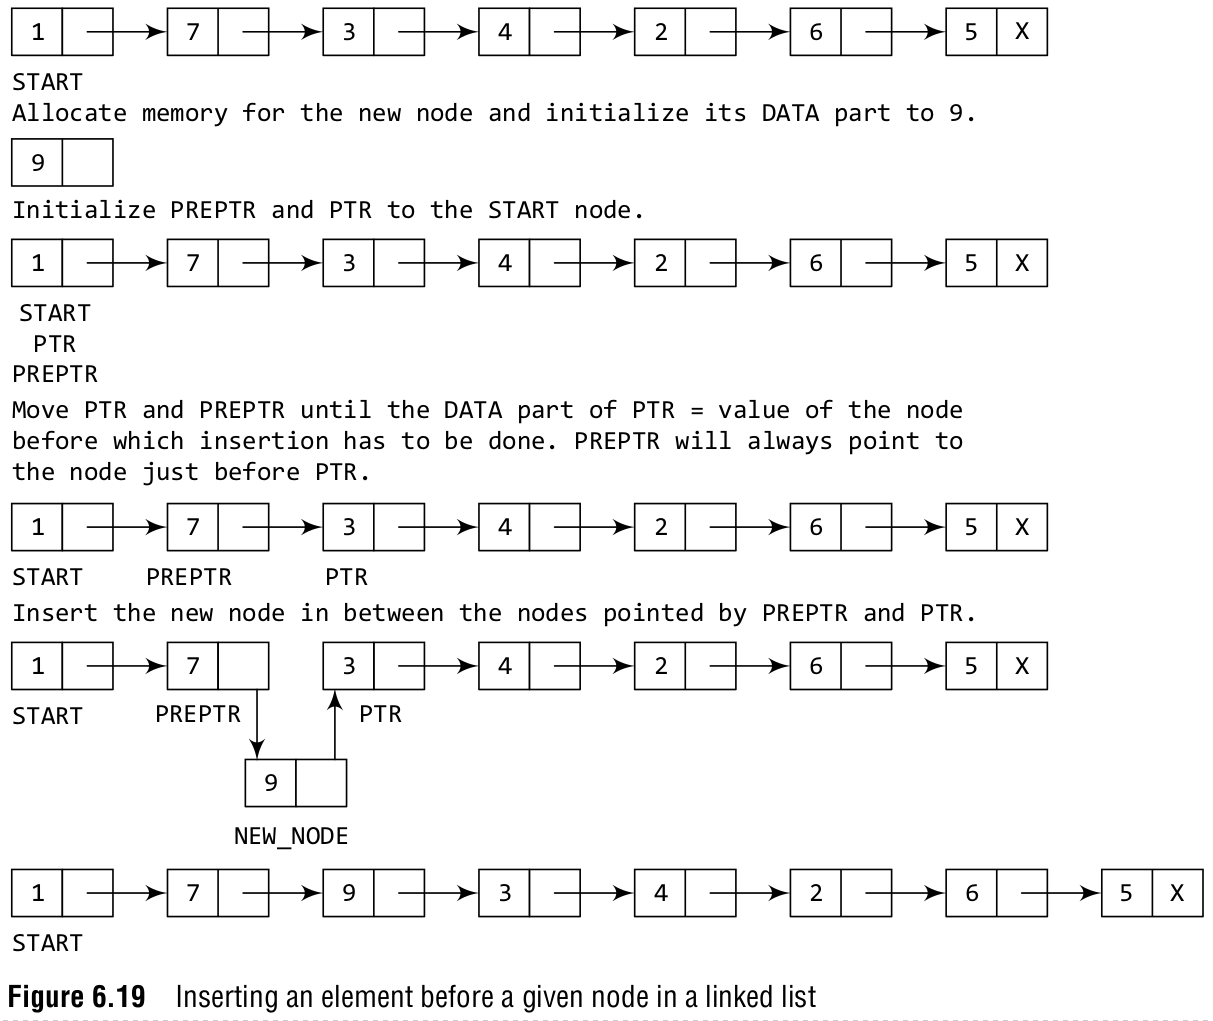 1 7 3 4 2 6 5 X
START
Allocate memory for the new node and initialize its DATA part to 9.
9
Initialize PREPTR and PTR to the START node.
1 7 3 4 2 6 5 X
START
PTR
PREPTR
Move PTR and PREPTR until the DATA part of PTR = value of the node
before which insertion has to be done. PREPTR will always point to
the node just before PTR.
1 7 3 4 2 6 5 X
START PREPTR PTR
Insert the new node in between the nodes pointed by PREPTR and PTR.
1 7 3 4 2 6 5 X
START PREPTR PTR
9
NEW_NODE
1 7 9 3 4 2 6 5 X
START
Figure 6.19 Inserting an element before a given node in a linked list